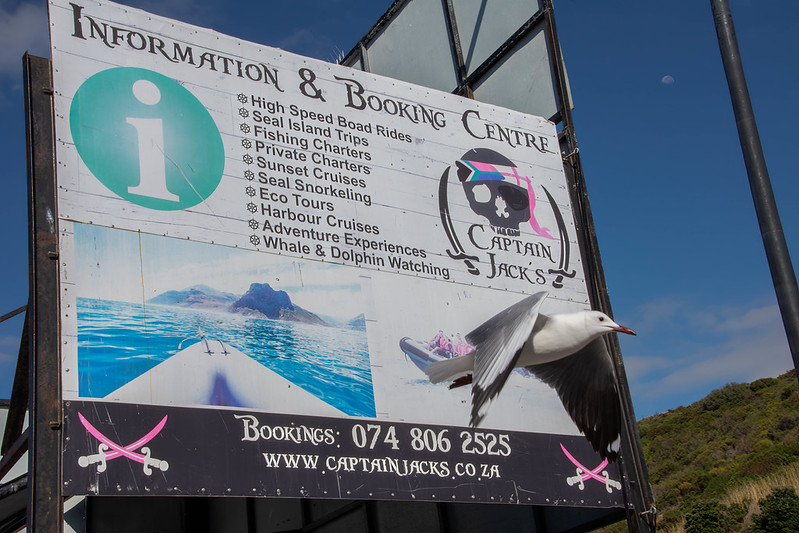 Information & Booking Centre
i
High Speed Boad Rides
Seal Island Trips
Fishing Charters
Private Charters
Sunset Cruises
Seal Snorkeling
Eco Tours
Harbour Cruises
Adventure Experiences
Whale & Dolphin Watching
Captain
Jack's
Bookings: 074 806 2525
www.captainjacks.co.za